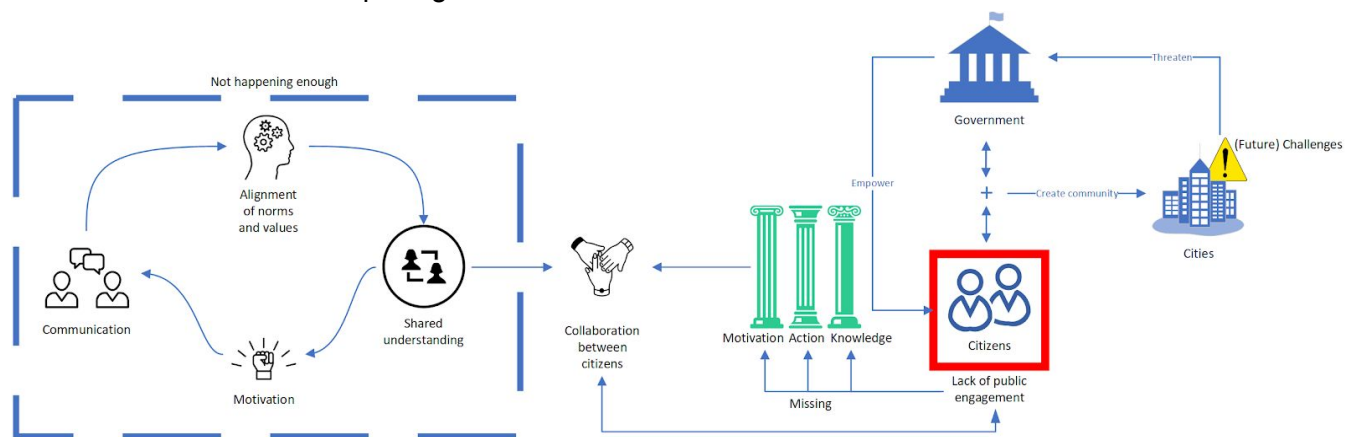 Not happening enough
Alignment
of norms
and values
Communication
Shared
understanding
Motivation
Collaboration
between
citizens
Motivation Action Knowledge
Missing
Government
Empower
Threaten
(Future) Challenges
+
Create community
Cities
Citizens
Lack of public
engagement